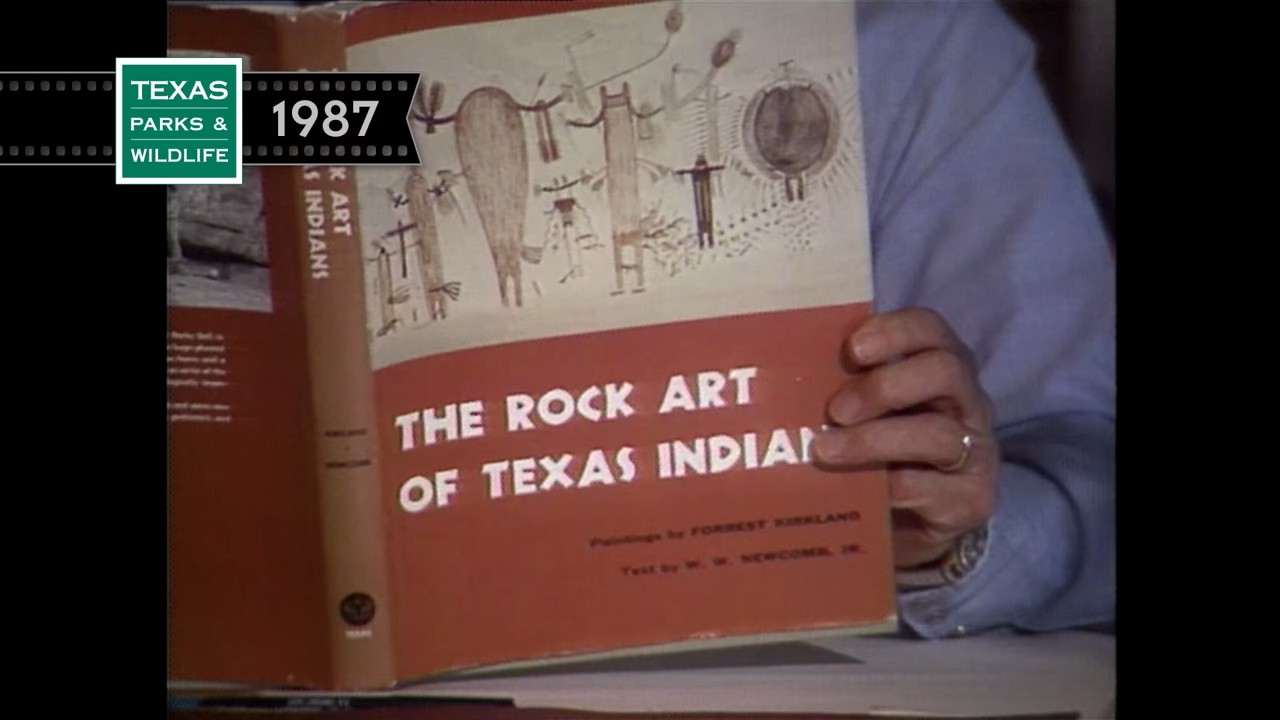 TEXAS
PARKS &
WILDLIFE
1987
K ART
S INDIANS
THE ROCK ART
OF TEXAS INDIAN
Paintings by FORREST KIRKLAND
Text by W. W. NEWCOMB, JR.
KIRKLAND
NEWCOMB
TEXAS